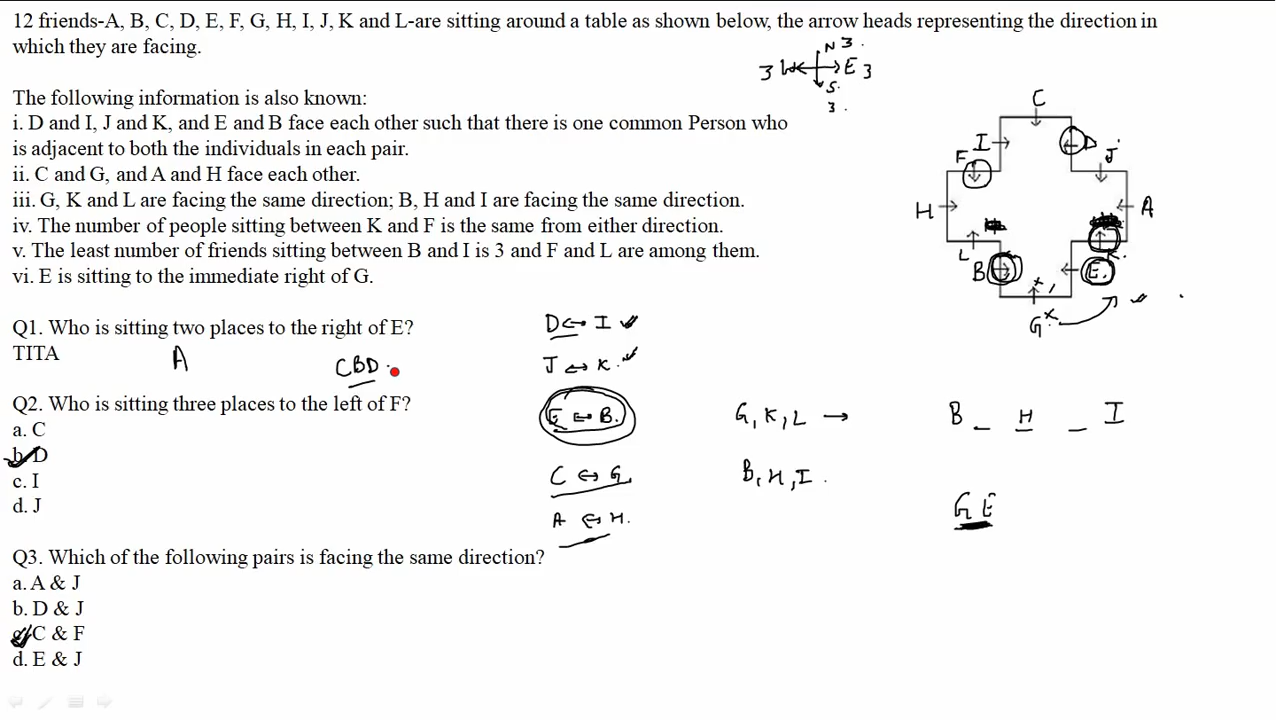 12 friends-A, B, C, D, E, F, G, H, I, J, K and L-are sitting around a table as shown below, the arrow heads representing the direction in
which they are facing.
N 3.
3 W E 3
S.
3.
The following information is also known:
i. D and I, J and K, and E and B face each other such that there is one common Person who
is adjacent to both the individuals in each pair.
ii. C and G, and A and H face each other.
iii. G, K and L are facing the same direction; B, H and I are facing the same direction.
iv. The number of people sitting between K and F is the same from either direction.
v. The least number of friends sitting between B and I is 3 and F and L are among them.
vi. E is sitting to the immediate right of G.
C
I D
F J
H A
L K.
B E.
G
Q1. Who is sitting two places to the right of E?
TITA A CBD
Q2. Who is sitting three places to the left of F?
a. C
b. D
c. I
d. J
Q3. Which of the following pairs is facing the same direction?
a. A & J
b. D & J
c. C & F
d. E & J
D ↔ I
J ↔ K.
E ↔ B.
C ↔ G
A ↔ H.
G, K, L →
B, H, I.
B _ H _ I
G E